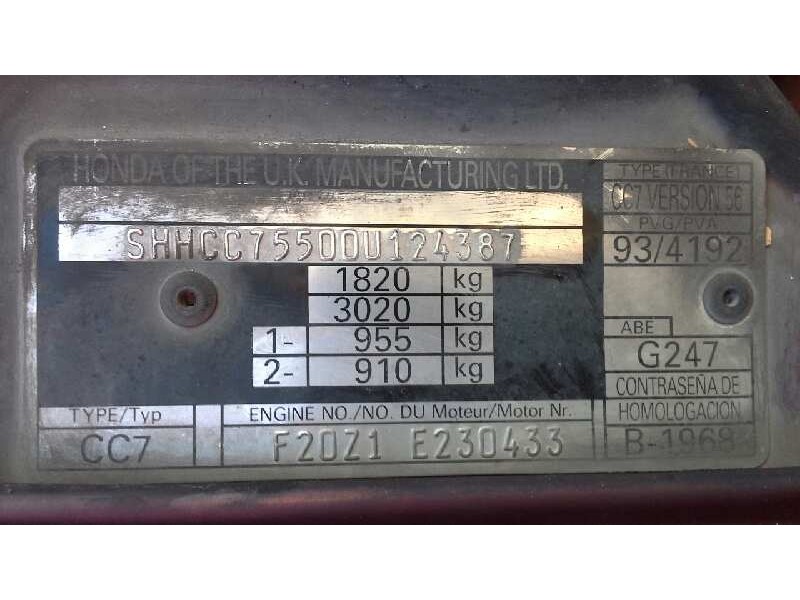 HONDA OF THE U.K. MANUFACTURING LTD.
SHHCC75500U124387
1820 kg
3020 kg
1- 955 kg
2- 910 kg
TYPE/Typ
CC7
ENGINE NO./NO. DU Moteur/Motor Nr.
F20Z1 E230433
TYPE(FRANCE)
CC7 VERSION 56
PVG/PVA
93/4192
ABE
G247
CONTRASEÑA DE
HOMOLOGACION
B-1968